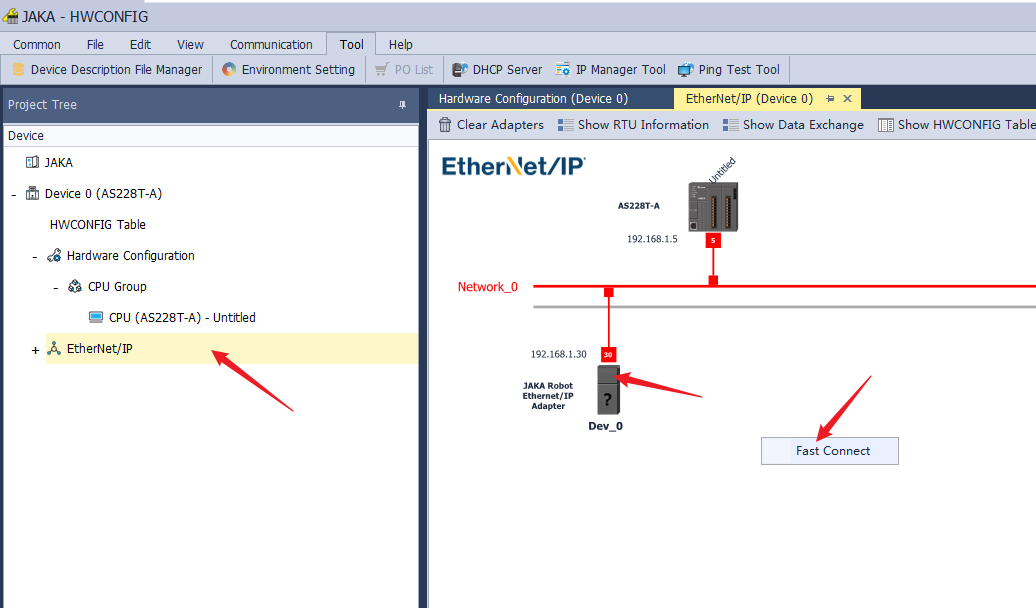 JAKA - HWCONFIG
Common File Edit View Communication Tool Help
Device Description File Manager Environment Setting PO List DHCP Server IP Manager Tool Ping Test Tool
Project Tree
Device
JAKA
- Device 0 (AS228T-A)
HWCONFIG Table
- Hardware Configuration
- CPU Group
CPU (AS228T-A) - Untitled
+ EtherNet/IP
Hardware Configuration (Device 0) EtherNet/IP (Device 0)
Clear Adapters Show RTU Information Show Data Exchange Show HWCONFIG Table
EtherNet/IP
Untitled
AS228T-A
192.168.1.5
5
Network_0
192.168.1.30
30
JAKA Robot
Ethernet/IP
Adapter
?
Dev_0
Fast Connect